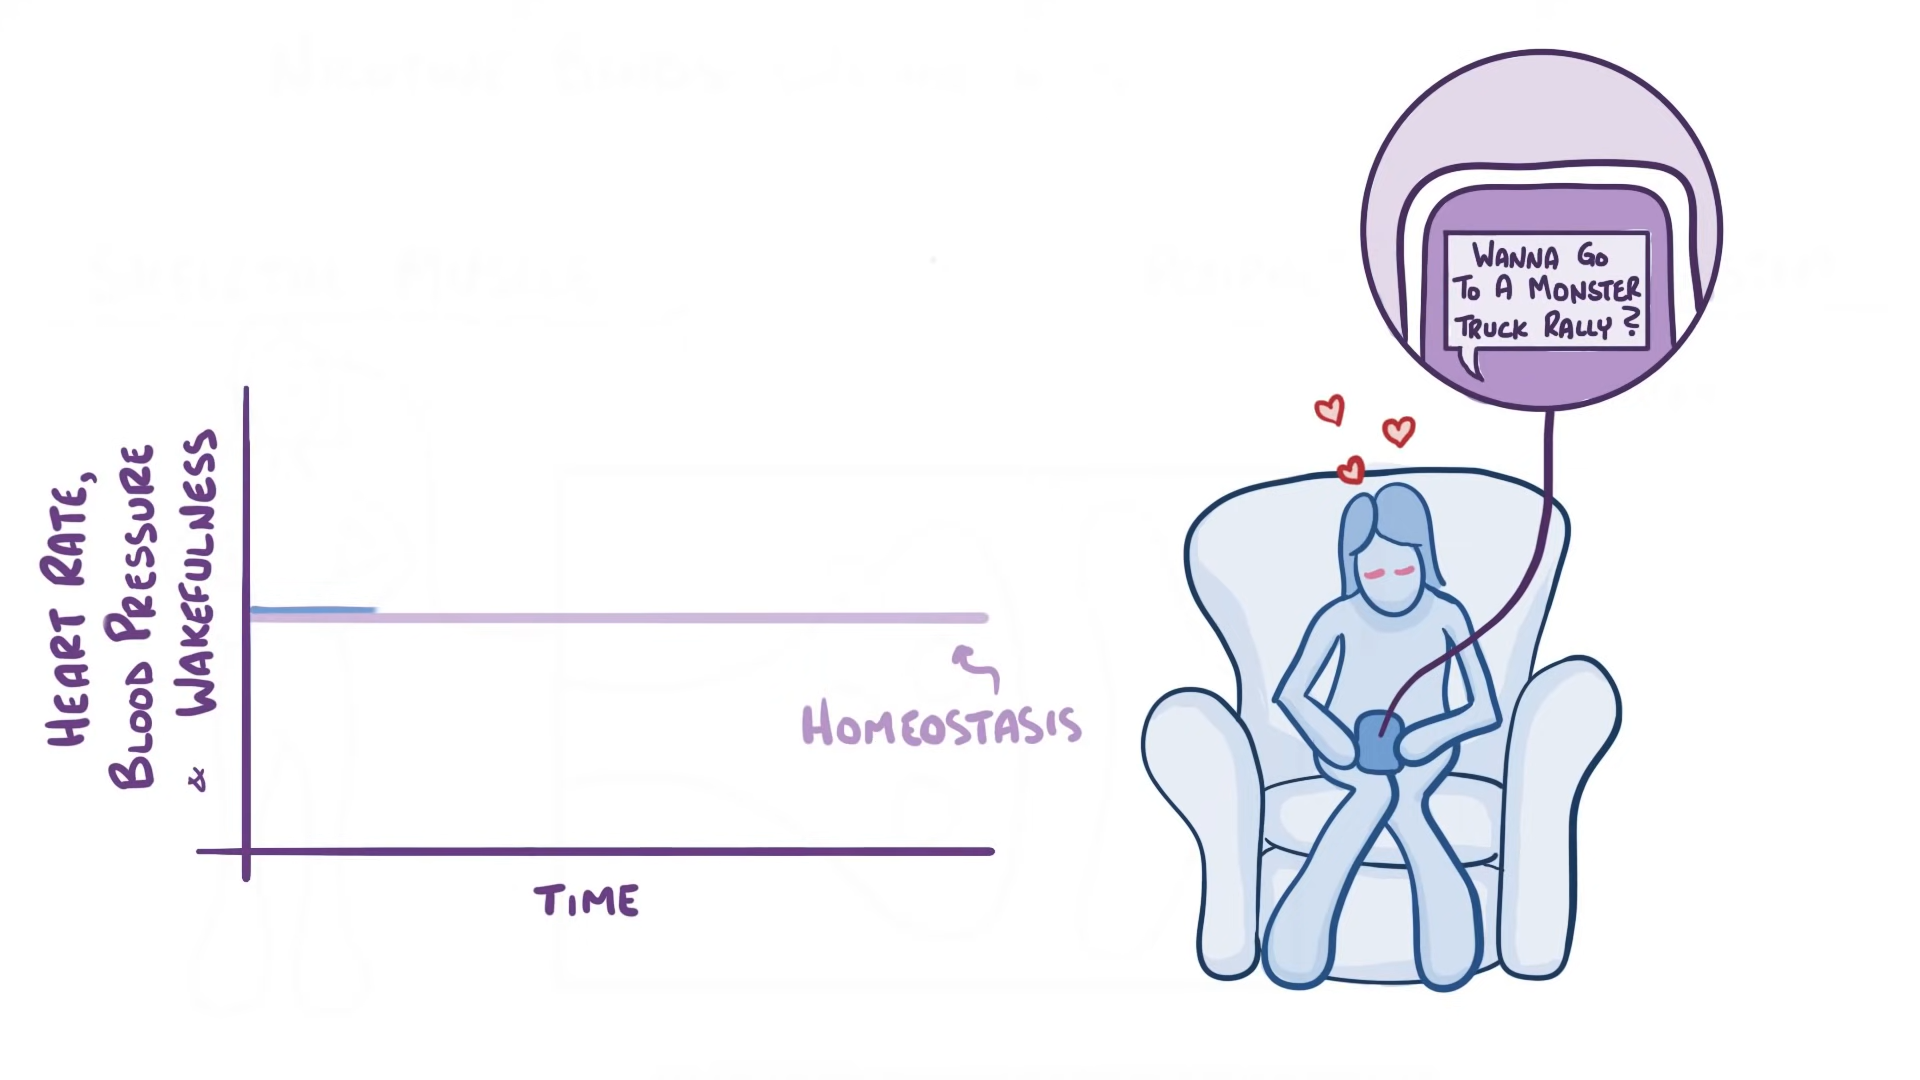 WANNA GO
TO A MONSTER
TRUCK RALLY?
HEART RATE,
BLOOD PRESSURE
& WAKEFULNESS
HOMEOSTASIS
TIME